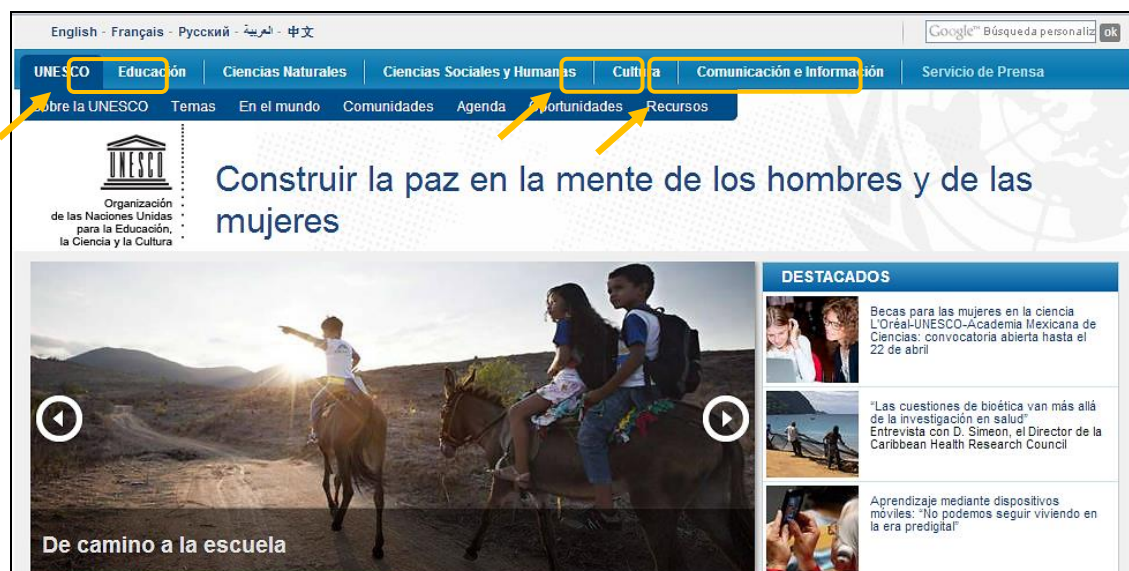 English - Français - Русский - العربية - 中文
Google™ Búsqueda personaliz ok
UNESCO Educación Ciencias Naturales Ciencias Sociales y Humanas Cultura Comunicación e Información Servicio de Prensa
Sobre la UNESCO Temas En el mundo Comunidades Agenda Oportunidades Recursos
UNESCO
Organización
de las Naciones Unidas
para la Educación,
la Ciencia y la Cultura
Construir la paz en la mente de los hombres y de las
mujeres
De camino a la escuela
DESTACADOS
Becas para las mujeres en la ciencia
L'Oréal-UNESCO-Academia Mexicana de
Ciencias: convocatoria abierta hasta el
22 de abril
“Las cuestiones de bioética van más allá
de la investigación en salud”
Entrevista con D. Simeon, el Director de la
Caribbean Health Research Council
Aprendizaje mediante dispositivos
móviles: “No podemos seguir viviendo en
la era predigital”